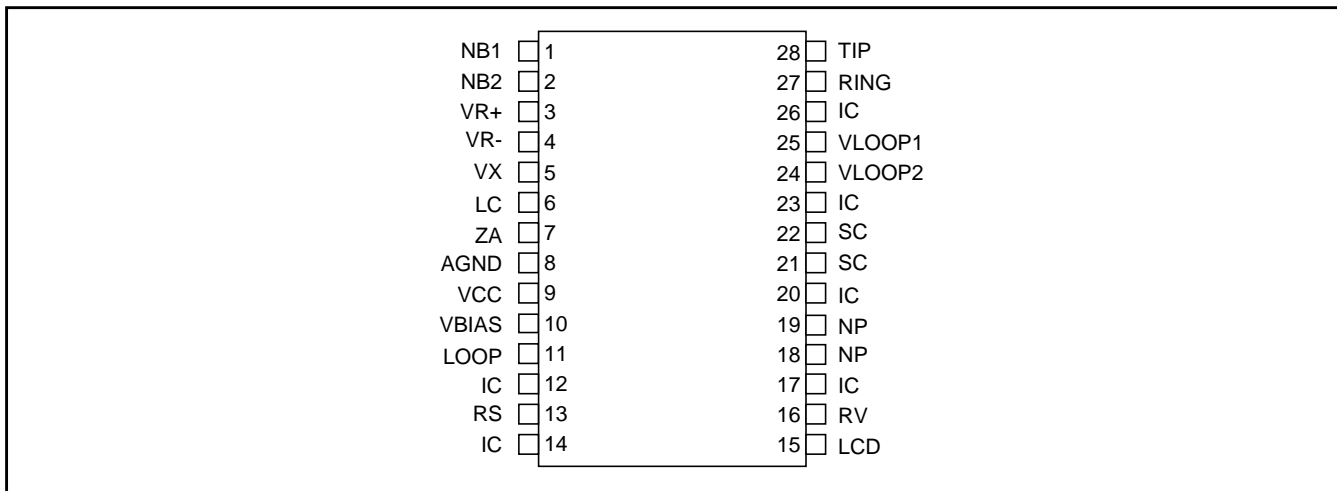 NB1 1 28 TIP
NB2 2 27 RING
VR+ 3 26 IC
VR- 4 25 VLOOP1
VX 5 24 VLOOP2
LC 6 23 IC
ZA 7 22 SC
AGND 8 21 SC
VCC 9 20 IC
VBIAS 10 19 NP
LOOP 11 18 NP
IC 12 17 IC
RS 13 16 RV
IC 14 15 LCD